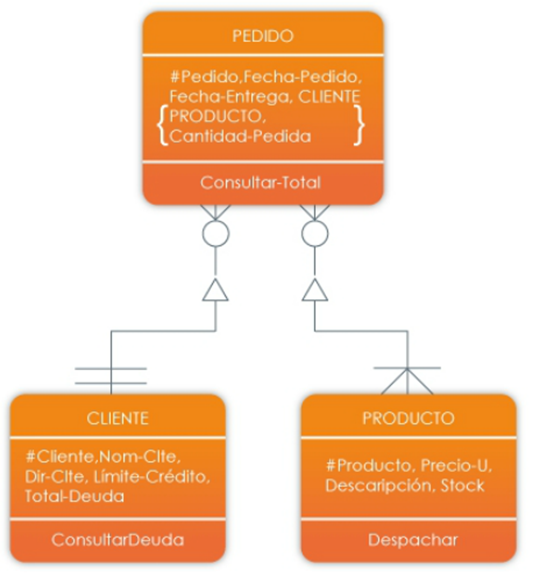 PEDIDO
#Pedido,Fecha-Pedido,
Fecha-Entrega, CLIENTE
{PRODUCTO,
Cantidad-Pedida }
Consultar-Total
CLIENTE
#Cliente,Nom-Clte,
Dir-Clte, Límite-Crédito,
Total-Deuda
ConsultarDeuda
PRODUCTO
#Producto, Precio-U,
Descaripción, Stock
Despachar